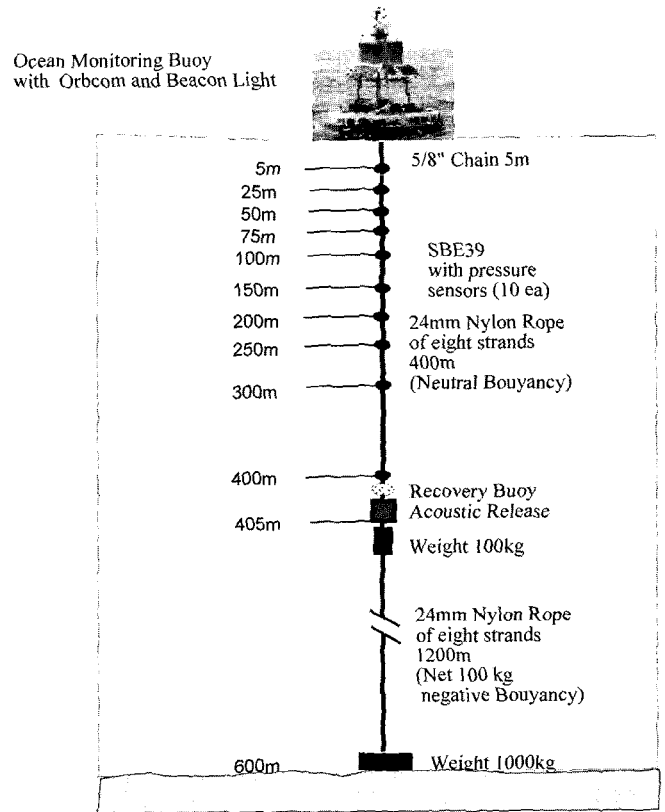 Ocean Monitoring Buoy
with Orbcom and Beacon Light
5m
5/8" Chain 5m
25m
50m
75m
100m
150m
200m
250m
300m
SBE39
with pressure
sensors (10 ea)
24mm Nylon Rope
of eight strands
400m
(Neutral Bouyancy)
400m
405m
Recovery Buoy
Acoustic Release
Weight 100kg
24mm Nylon Rope
of eight strands
1200m
(Net 100 kg
negative Bouyancy)
600m
Weight 1000kg